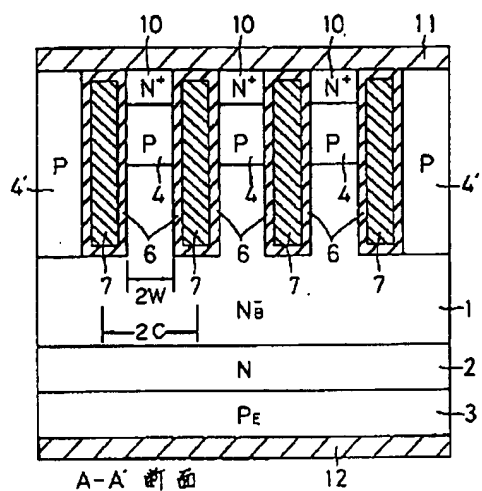 10 10 10 11
N⁺ N⁺ N⁺
P P P P P
4' 4 4 4 4'
6 6 6
7 7 7 7
2W
N⁻B 1
2C
N 2
PE 3
A-A' 断面 12